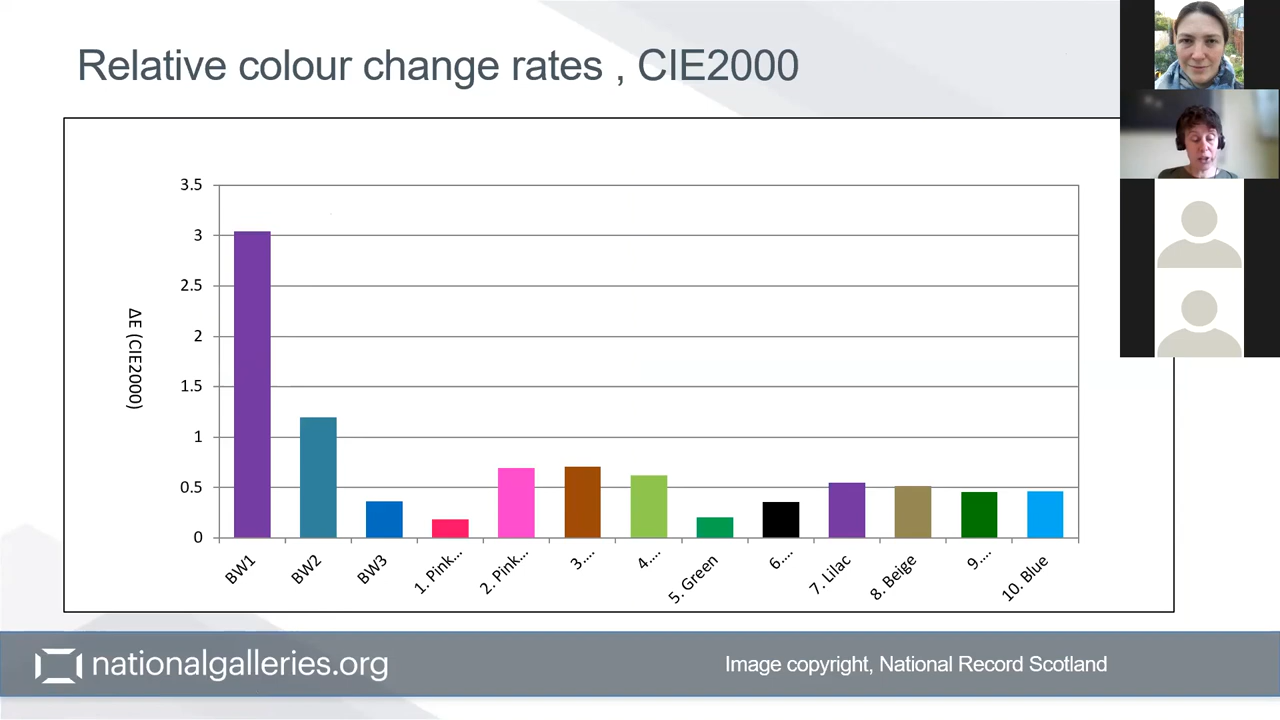 Relative colour change rates , CIE2000
3.5
3
2.5
2
1.5
1
0.5
0
ΔE (CIE2000)
BW1
BW2
BW3
1. Pink...
2. Pink...
3....
4....
5. Green
6....
7. Lilac
8. Beige
9....
10. Blue
nationalgalleries.org
Image copyright, National Record Scotland